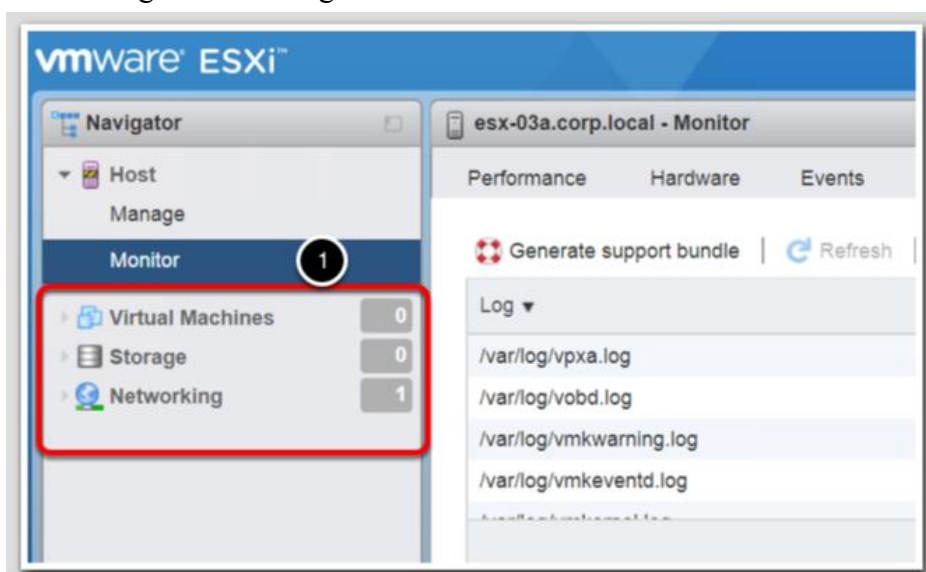 vmware ESXi™
Navigator
Host
Manage
Monitor
1
Virtual Machines 0
Storage 0
Networking 1
esx-03a.corp.local - Monitor
Performance Hardware Events
Generate support bundle | Refresh |
Log ▼
/var/log/vpxa.log
/var/log/vobd.log
/var/log/vmkwarning.log
/var/log/vmkeventd.log